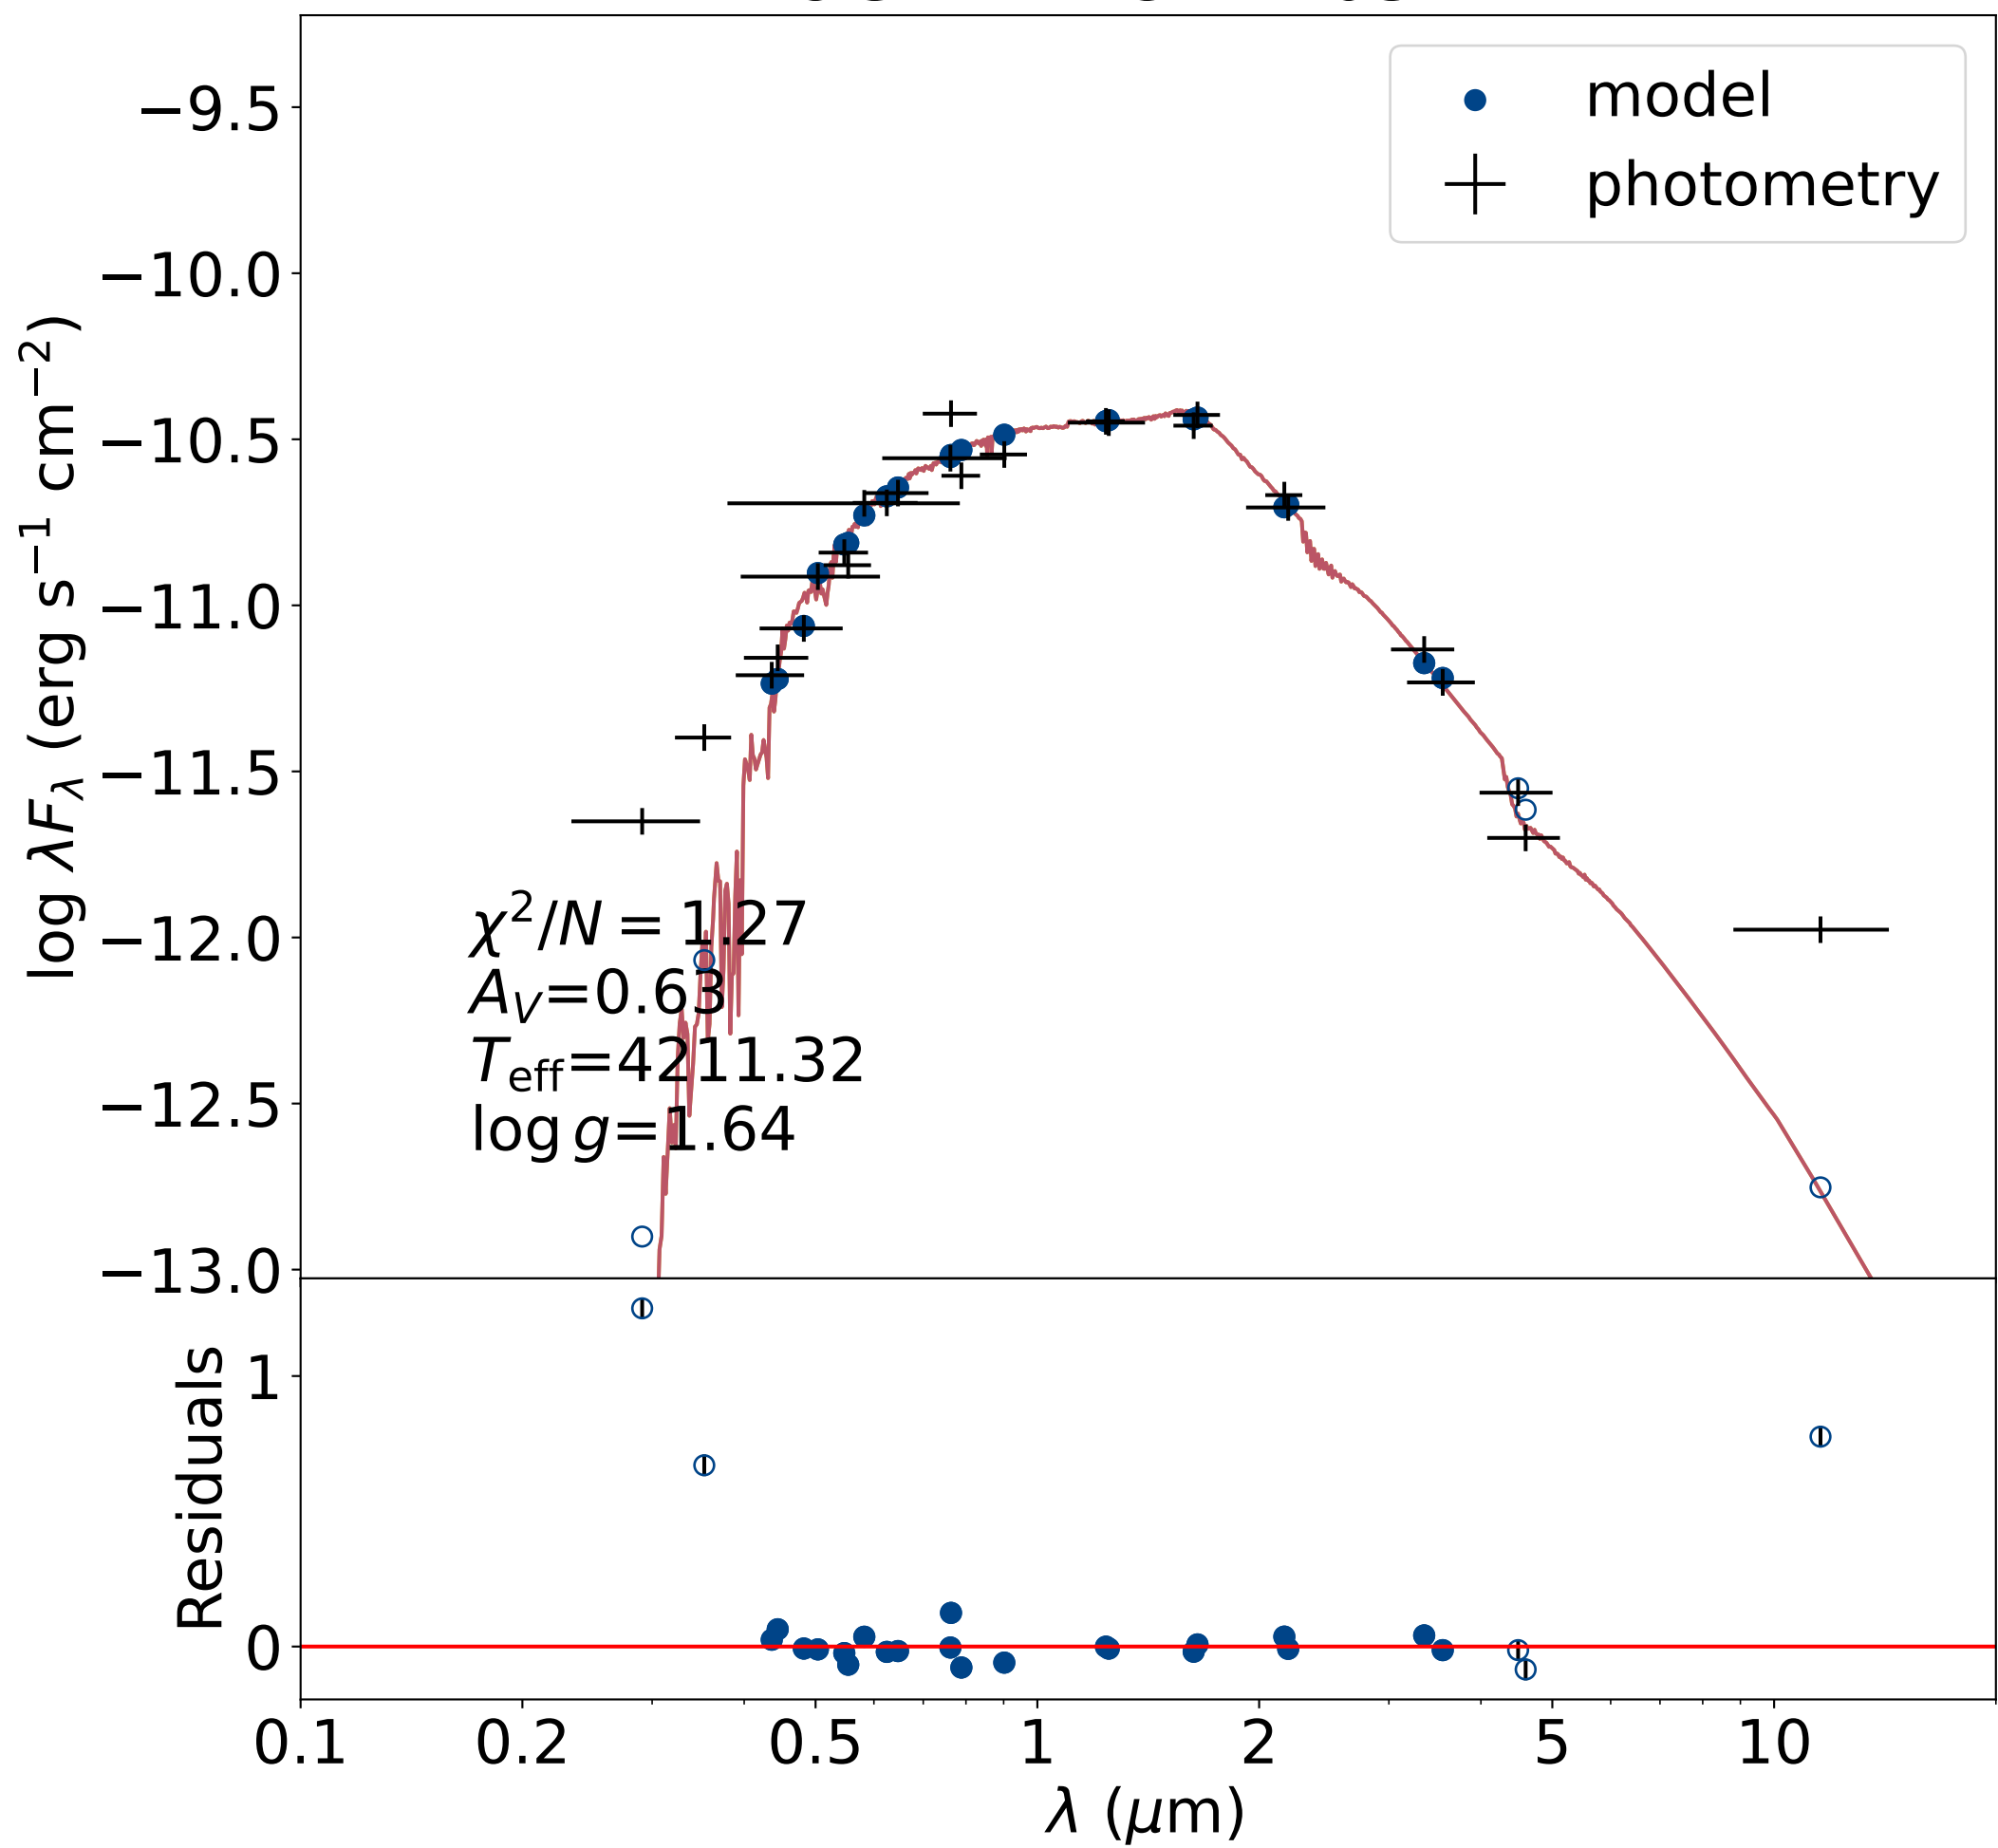 model
photometry
−9.5
−10.0
−10.5
−11.0
−11.5
−12.0
−12.5
−13.0
log λF_λ (erg s⁻¹ cm⁻²)
χ²/N = 1.27
A_V=0.63
T_eff=4211.32
log g=1.64
1
0
Residuals
0.1 0.2 0.5 1 2 5 10
λ (μm)